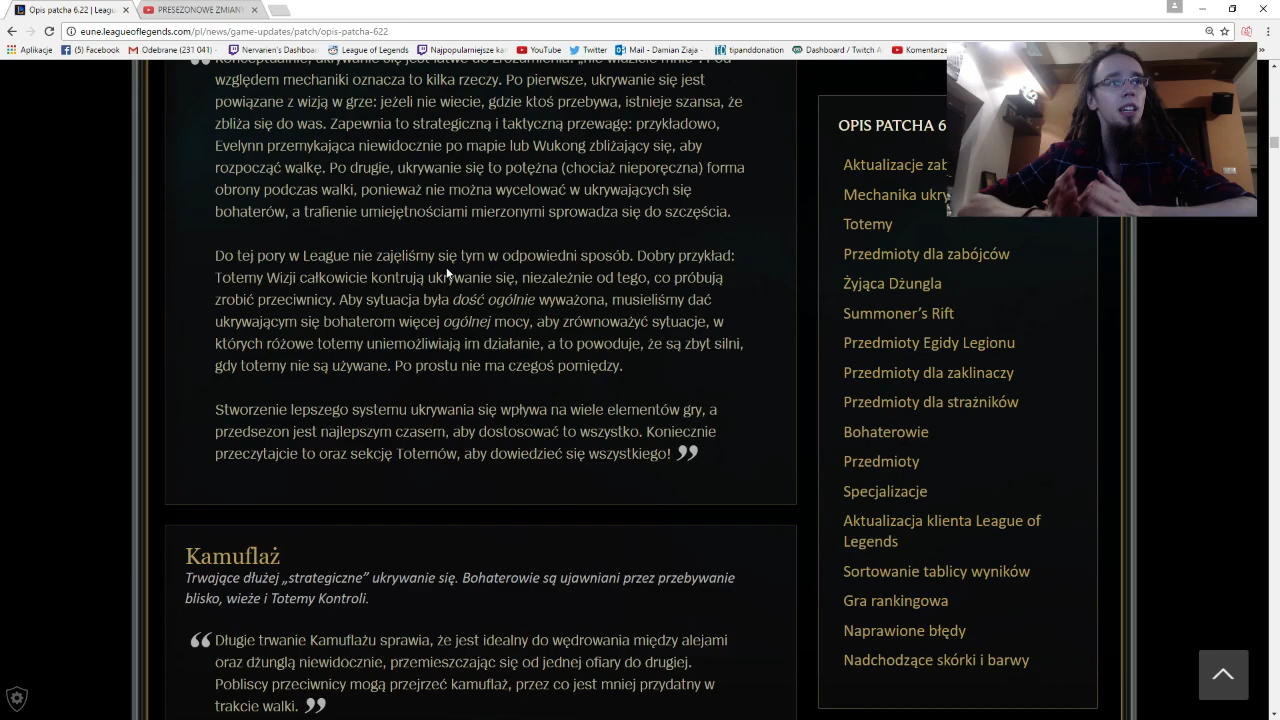 Opis patcha 6.22 | Leagu
PRESEZONOWE ZMIANY
eune.leagueoflegends.com/pl/news/game-updates/patch/opis-patcha-622
Aplikacje
(5) Facebook
Odebrane (231 041)
Nervarien's Dashboar
League of Legends
Najpopularniejsze kan
YouTube
Twitter
Mail - Damian Ziaja
tipanddonation
Dashboard / Twitch A
Komentarze
względem mechaniki oznacza to kilka rzeczy. Po pierwsze, ukrywanie się jest
powiązane z wizją w grze: jeżeli nie wiecie, gdzie ktoś przebywa, istnieje szansa, że
zbliża się do was. Zapewnia to strategiczną i taktyczną przewagę: przykładowo,
Evelynn przemykająca niewidocznie po mapie lub Wukong zbliżający się, aby
rozpocząć walkę. Po drugie, ukrywanie się to potężna (chociaż nieporęczna) forma
obrony podczas walki, ponieważ nie można wycelować w ukrywających się
bohaterów, a trafienie umiejętnościami mierzonymi sprowadza się do szczęścia.
Do tej pory w League nie zajęliśmy się tym w odpowiedni sposób. Dobry przykład:
Totemy Wizji całkowicie kontrują ukrywanie się, niezależnie od tego, co próbują
zrobić przeciwnicy. Aby sytuacja była dość ogólnie wyważona, musieliśmy dać
ukrywającym się bohaterom więcej ogólnej mocy, aby zrównoważyć sytuacje, w
których różowe totemy uniemożliwiają im działanie, a to powoduje, że są zbyt silni,
gdy totemy nie są używane. Po prostu nie ma czegoś pomiędzy.
Stworzenie lepszego systemu ukrywania się wpływa na wiele elementów gry, a
przedsezon jest najlepszym czasem, aby dostosować to wszystko. Koniecznie
przeczytajcie to oraz sekcję Totemów, aby dowiedzieć się wszystkiego! ”
Kamuflaż
Trwające dłużej „strategiczne” ukrywanie się. Bohaterowie są ujawniani przez przebywanie
blisko, wieże i Totemy Kontroli.
“ Długie trwanie Kamuflażu sprawia, że jest idealny do wędrowania między alejami
oraz dżunglą niewidocznie, przemieszczając się od jednej ofiary do drugiej.
Pobliscy przeciwnicy mogą przejrzeć kamuflaż, przez co jest mniej przydatny w
trakcie walki. ”
OPIS PATCHA 6
Aktualizacje zab
Mechanika ukry
Totemy
Przedmioty dla zabójców
Żyjąca Dżungla
Summoner's Rift
Przedmioty Egidy Legionu
Przedmioty dla zaklinaczy
Przedmioty dla strażników
Bohaterowie
Przedmioty
Specjalizacje
Aktualizacja klienta League of
Legends
Sortowanie tablicy wyników
Gra rankingowa
Naprawione błędy
Nadchodzące skórki i barwy